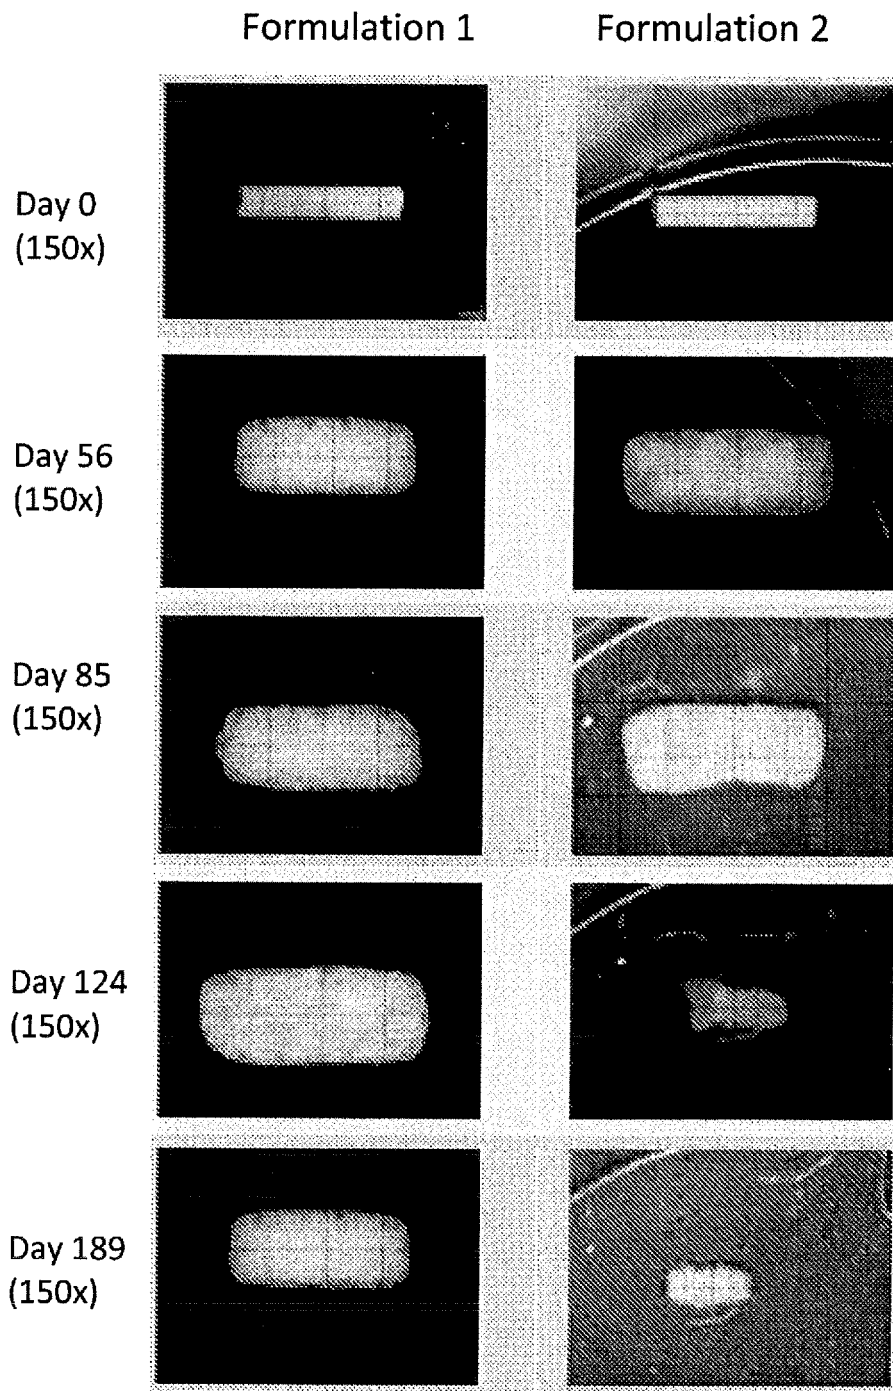 Formulation 1 Formulation 2
Day 0
(150x)
Day 56
(150x)
Day 85
(150x)
Day 124
(150x)
Day 189
(150x)